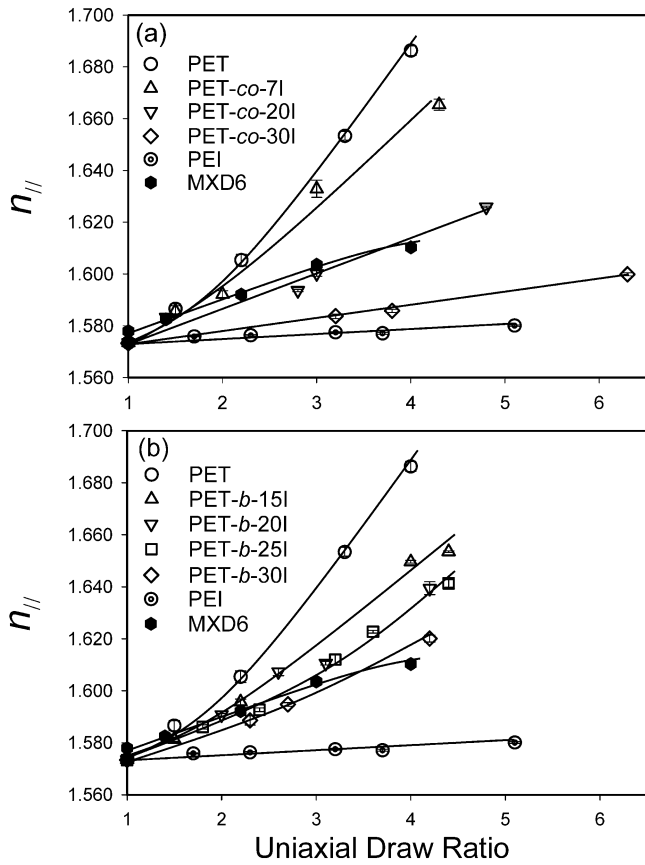 1.700
(a)
PET
1.680
PET-co-7I
PET-co-20I
1.660
PET-co-30I
PEI
1.640
MXD6
n//
1.620
1.600
1.580
1.560
1 2 3 4 5 6
1.700
(b)
PET
1.680
PET-b-15I
PET-b-20I
1.660
PET-b-25I
PET-b-30I
1.640
PEI
n//
MXD6
1.620
1.600
1.580
1.560
1 2 3 4 5 6
Uniaxial Draw Ratio